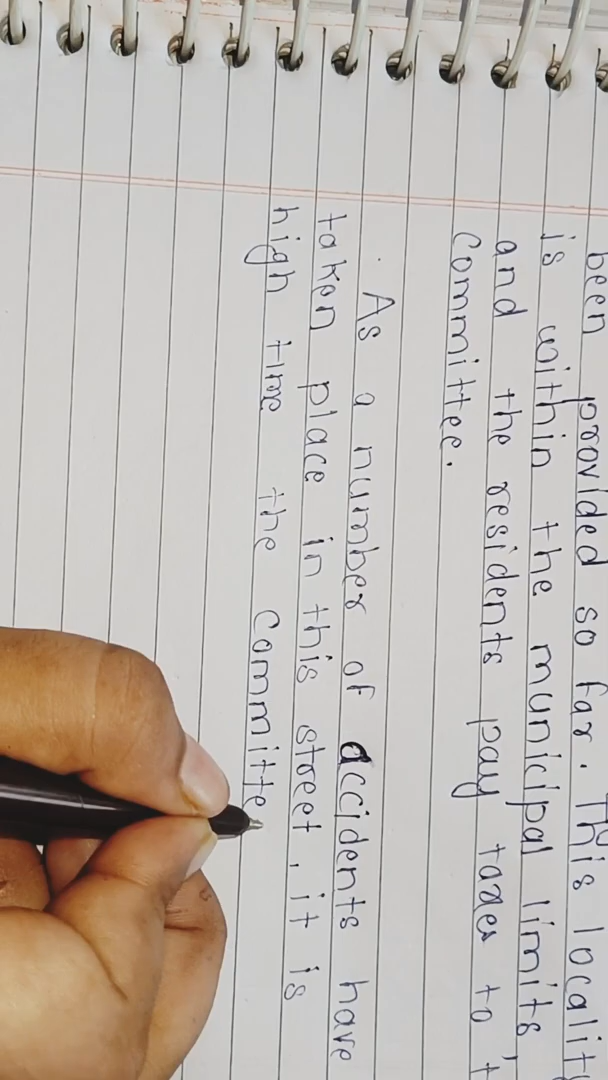 been provided so far. This locality
is within the municipal limits
and the residents pay taxes to
Committee.
As a number of accidents have
taken place in this street, it is
high time the Committe